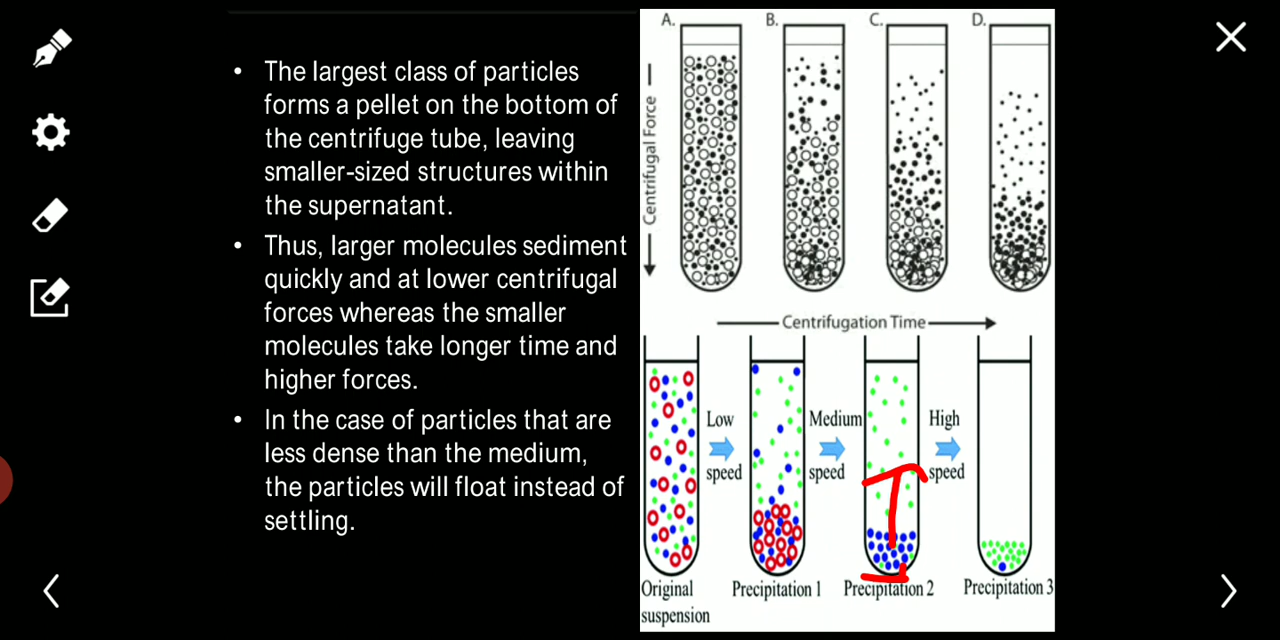 • The largest class of particles
forms a pellet on the bottom of
the centrifuge tube, leaving
smaller-sized structures within
the supernatant.
• Thus, larger molecules sediment
quickly and at lower centrifugal
forces whereas the smaller
molecules take longer time and
higher forces.
• In the case of particles that are
less dense than the medium,
the particles will float instead of
settling.
A. B. C. D.
Centrifugal Force
Centrifugation Time
Low
speed
Medium
speed
High
speed
Original
suspension
Precipitation 1
Precipitation 2
Precipitation 3